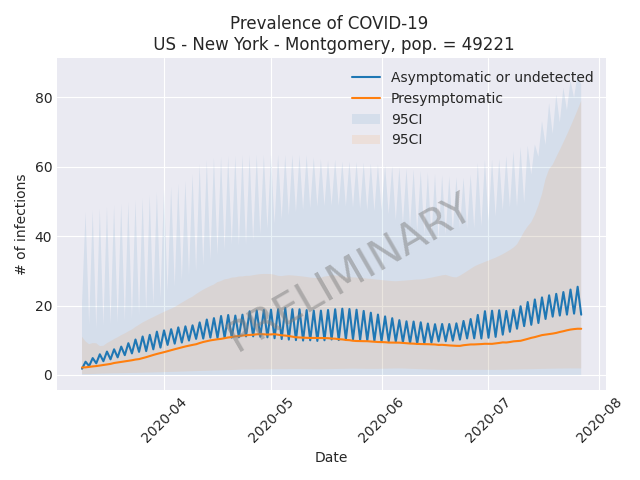 Prevalence of COVID-19
US - New York - Montgomery, pop. = 49221
Asymptomatic or undetected
Presymptomatic
95CI
95CI
PRELIMINARY
# of infections
80
60
40
20
0
2020-04
2020-05
2020-06
2020-07
2020-08
Date